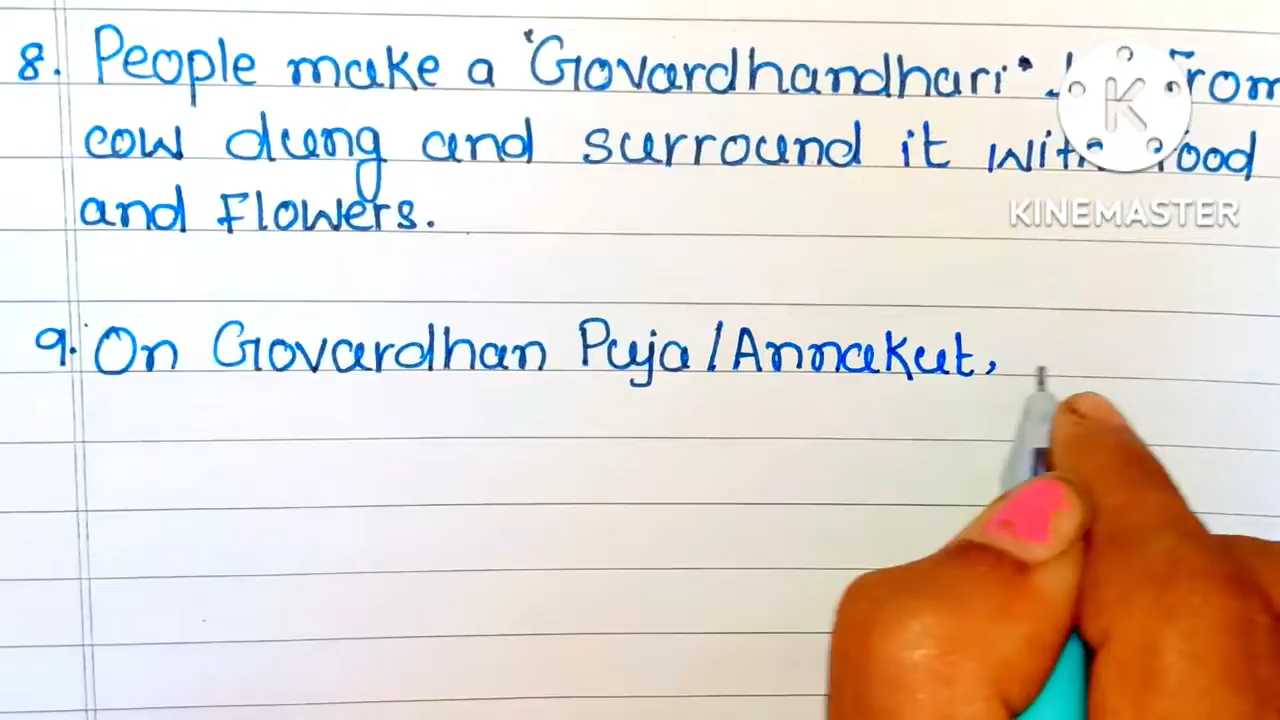 8. People make a 'Govardhandhari' from
cow dung and surround it with food
and Flowers.
K
KINEMASTER
9. On Govardhan Puja/Annakut,